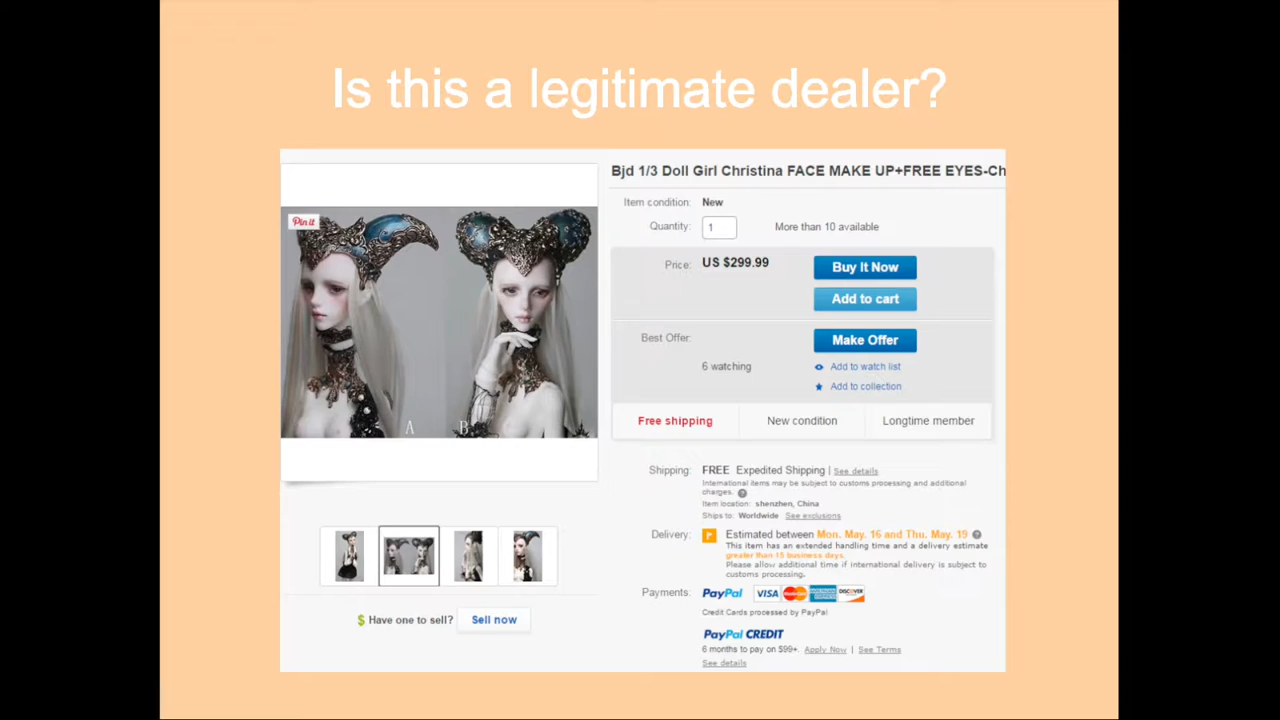 Is this a legitimate dealer?
Bjd 1/3 Doll Girl Christina FACE MAKE UP+FREE EYES-Ch
Pin it
Item condition: New
Quantity: 1 More than 10 available
Price: US $299.99 Buy It Now
Add to cart
Best Offer: Make Offer
6 watching Add to watch list
Add to collection
A B
Free shipping New condition Longtime member
Shipping: FREE Expedited Shipping | See details
International items may be subject to customs processing and additional
charges.
Item location: shenzhen, China
Ships to: Worldwide See exclusions
Delivery: Estimated between Mon. May. 16 and Thu. May. 19
This item has an extended handling time and a delivery estimate
greater than 15 business days.
Please allow additional time if international delivery is subject to
customs processing.
Payments: PayPal VISA MasterCard DISCOVER
Credit Cards processed by PayPal
$ Have one to sell? Sell now
PayPal CREDIT
6 months to pay on $99+. Apply Now | See Terms
See details